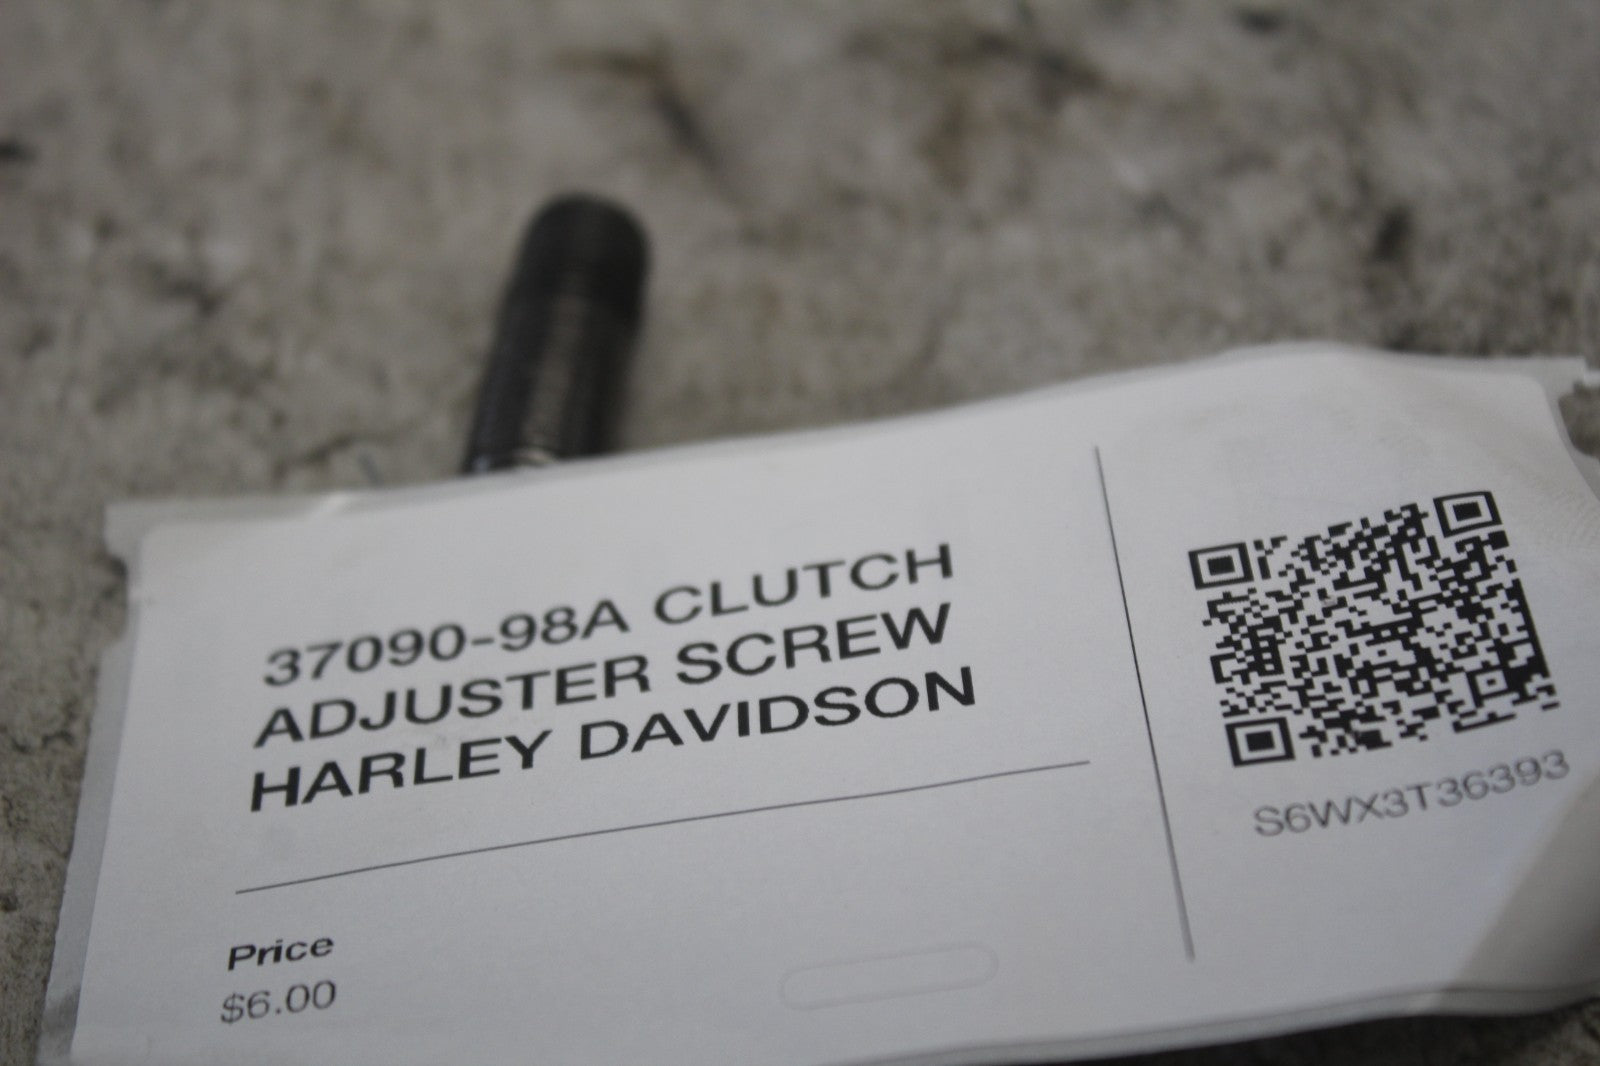 37090-98A CLUTCH
ADJUSTER SCREW
HARLEY DAVIDSON
Price
$6.00
S6WX3T36393